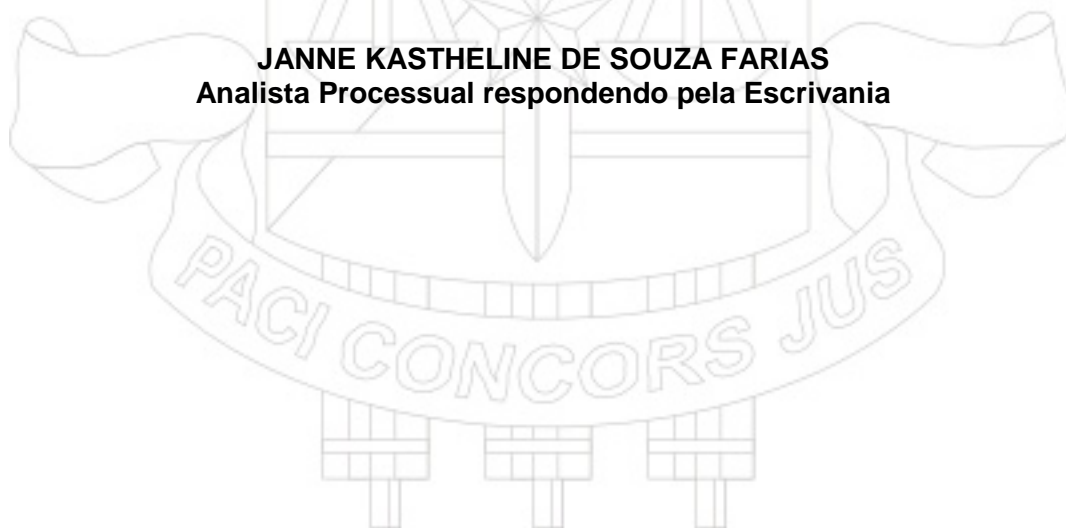 JANNE KASTHELINE DE SOUZA FARIAS
Analista Processual respondendo pela Escrivania
PACI CONCORS JUS